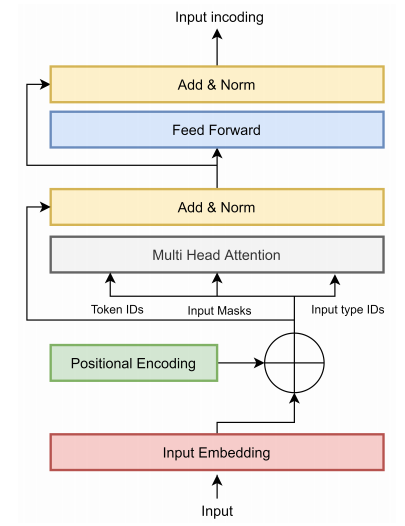 Input incoding
Add & Norm
Feed Forward
Add & Norm
Multi Head Attention
Token IDs
Input Masks
Input type IDs
Positional Encoding
Input Embedding
Input